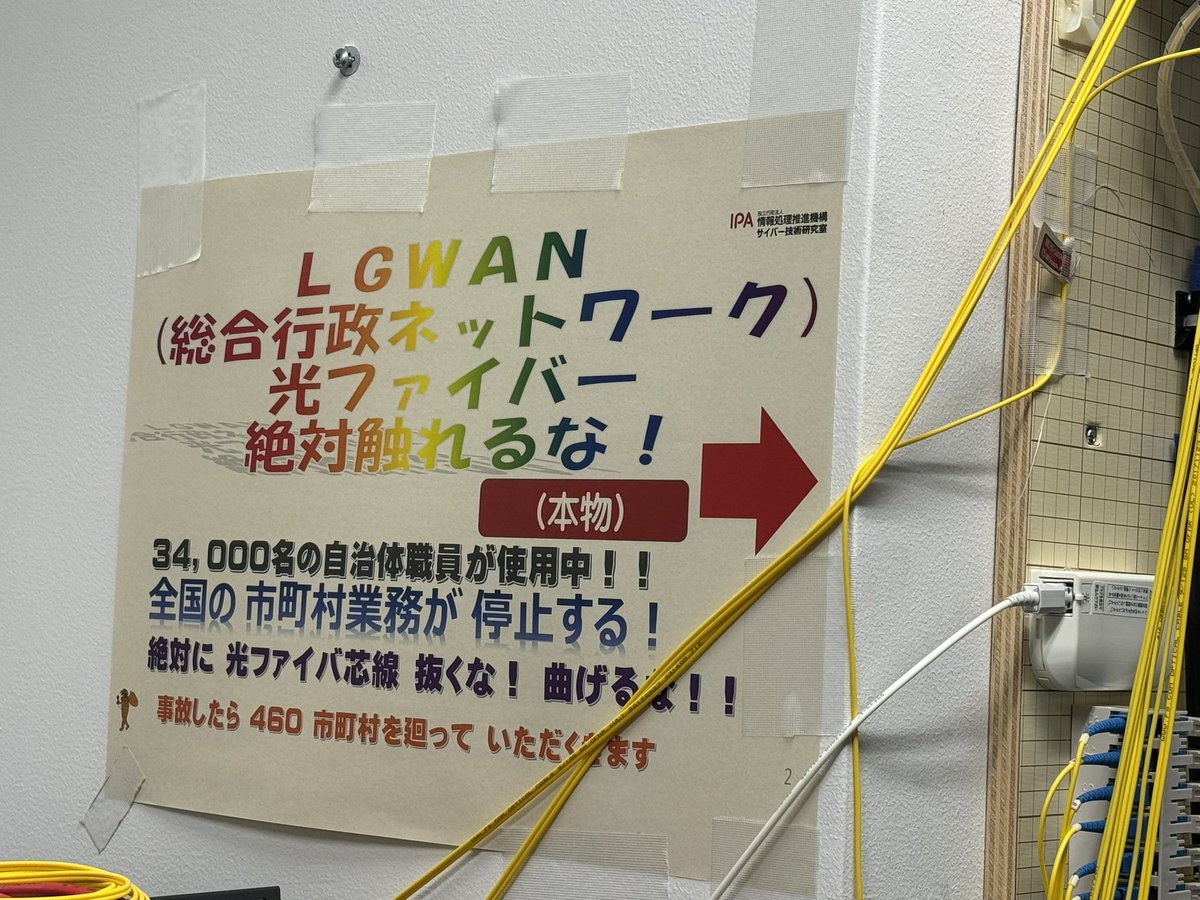 IPA 独立行政法人
情報処理推進機構
サイバー技術研究室
LGWAN
(総合行政ネットワーク)
光ファイバー
絶対触れるな!
(本物)
34,000名の自治体職員が使用中!!
全国の 市町村業務が 停止する!
絶対に 光ファイバ芯線 抜くな! 曲げるな!!
事故したら 460 市町村を廻って いただくきます
2